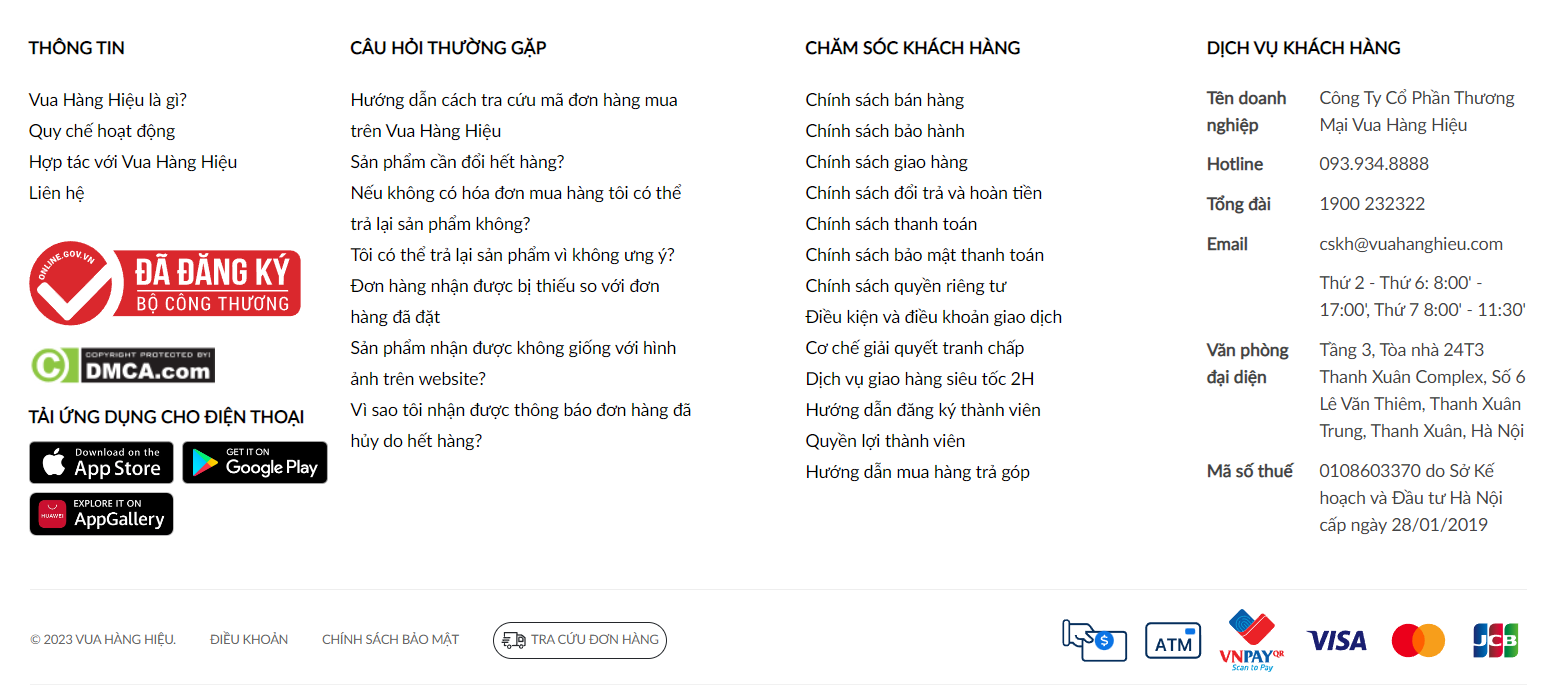 THÔNG TIN
Vua Hàng Hiệu là gì?
Quy chế hoạt động
Hợp tác với Vua Hàng Hiệu
Liên hệ
ONLINE.GOV.VN
ĐÃ ĐĂNG KÝ
BỘ CÔNG THƯƠNG
COPYRIGHT PROTECTED BY:
DMCA.com
TẢI ỨNG DỤNG CHO ĐIỆN THOẠI
Download on the
App Store
GET IT ON
Google Play
HUAWEI
EXPLORE IT ON
AppGallery
CÂU HỎI THƯỜNG GẶP
Hướng dẫn cách tra cứu mã đơn hàng mua
trên Vua Hàng Hiệu
Sản phẩm cần đổi hết hàng?
Nếu không có hóa đơn mua hàng tôi có thể
trả lại sản phẩm không?
Tôi có thể trả lại sản phẩm vì không ưng ý?
Đơn hàng nhận được bị thiếu so với đơn
hàng đã đặt
Sản phẩm nhận được không giống với hình
ảnh trên website?
Vì sao tôi nhận được thông báo đơn hàng đã
hủy do hết hàng?
CHĂM SÓC KHÁCH HÀNG
Chính sách bán hàng
Chính sách bảo hành
Chính sách giao hàng
Chính sách đổi trả và hoàn tiền
Chính sách thanh toán
Chính sách bảo mật thanh toán
Chính sách quyền riêng tư
Điều kiện và điều khoản giao dịch
Cơ chế giải quyết tranh chấp
Dịch vụ giao hàng siêu tốc 2H
Hướng dẫn đăng ký thành viên
Quyền lợi thành viên
Hướng dẫn mua hàng trả góp
DỊCH VỤ KHÁCH HÀNG
Tên doanh nghiệp
Công Ty Cổ Phần Thương
Mại Vua Hàng Hiệu
Hotline 093.934.8888
Tổng đài 1900 232322
Email cskh@vuahanghieu.com
Thứ 2 - Thứ 6: 8:00' -
17:00', Thứ 7 8:00' - 11:30'
Văn phòng đại diện
Tầng 3, Tòa nhà 24T3
Thanh Xuân Complex, Số 6
Lê Văn Thiêm, Thanh Xuân
Trung, Thanh Xuân, Hà Nội
Mã số thuế 0108603370 do Sở Kế
hoạch và Đầu tư Hà Nội
cấp ngày 28/01/2019
© 2023 VUA HÀNG HIỆU. ĐIỀU KHOẢN CHÍNH SÁCH BẢO MẬT TRA CỨU ĐƠN HÀNG
$
ATM
VNPAYQR
Scan to Pay
VISA
JCB